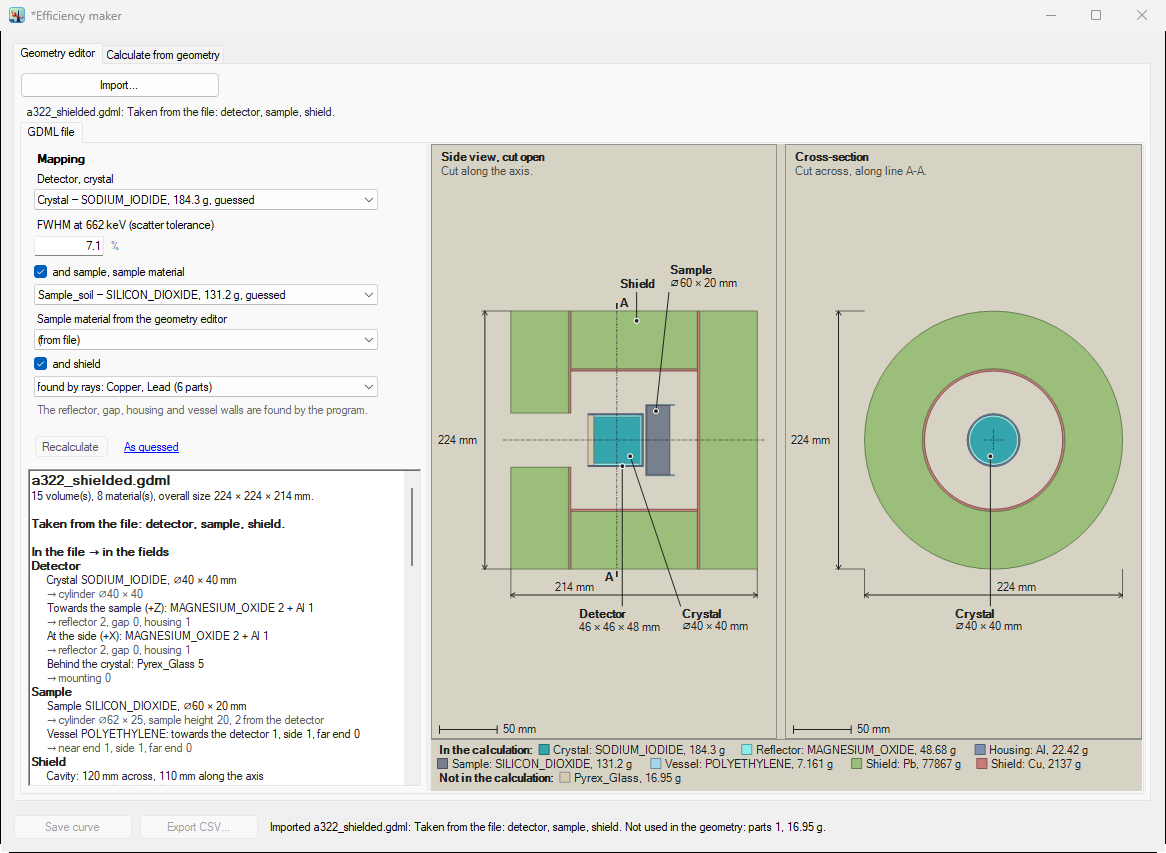 *Efficiency maker
Geometry editor
Calculate from geometry
Import...
a322_shielded.gdml: Taken from the file: detector, sample, shield.
GDML file
Mapping
Detector, crystal
Crystal – SODIUM_IODIDE, 184.3 g, guessed
FWHM at 662 keV (scatter tolerance)
7.1 %
and sample, sample material
Sample_soil – SILICON_DIOXIDE, 131.2 g, guessed
Sample material from the geometry editor
(from file)
and shield
found by rays: Copper, Lead (6 parts)
The reflector, gap, housing and vessel walls are found by the program.
Recalculate
As guessed
a322_shielded.gdml
15 volume(s), 8 material(s), overall size 224 × 224 × 214 mm.
Taken from the file: detector, sample, shield.
In the file → in the fields
Detector
Crystal SODIUM_IODIDE, ⌀40 × 40 mm
→ cylinder ⌀40 × 40
Towards the sample (+Z): MAGNESIUM_OXIDE 2 + Al 1
→ reflector 2, gap 0, housing 1
At the side (+X): MAGNESIUM_OXIDE 2 + Al 1
→ reflector 2, gap 0, housing 1
Behind the crystal: Pyrex_Glass 5
→ mounting 0
Sample
Sample SILICON_DIOXIDE, ⌀60 × 20 mm
→ cylinder ⌀62 × 25, sample height 20, 2 from the detector
Vessel POLYETHYLENE: towards the detector 1, side 1, far end 0
→ near end 1, side 1, far end 0
Shield
Cavity: 120 mm across, 110 mm along the axis
Side view, cut open
Cut along the axis.
Sample
⌀60 × 20 mm
Shield
A
224 mm
A
214 mm
Detector
46 × 46 × 48 mm
Crystal
⌀40 × 40 mm
50 mm
Cross-section
Cut across, along line A-A.
224 mm
224 mm
Crystal
⌀40 × 40 mm
50 mm
In the calculation: Crystal: SODIUM_IODIDE, 184.3 g Reflector: MAGNESIUM_OXIDE, 48.68 g Housing: Al, 22.42 g
Sample: SILICON_DIOXIDE, 131.2 g Vessel: POLYETHYLENE, 7.161 g Shield: Pb, 77867 g Shield: Cu, 2137 g
Not in the calculation: Pyrex_Glass, 16.95 g
Save curve
Export CSV...
Imported a322_shielded.gdml: Taken from the file: detector, sample, shield. Not used in the geometry: parts 1, 16.95 g.